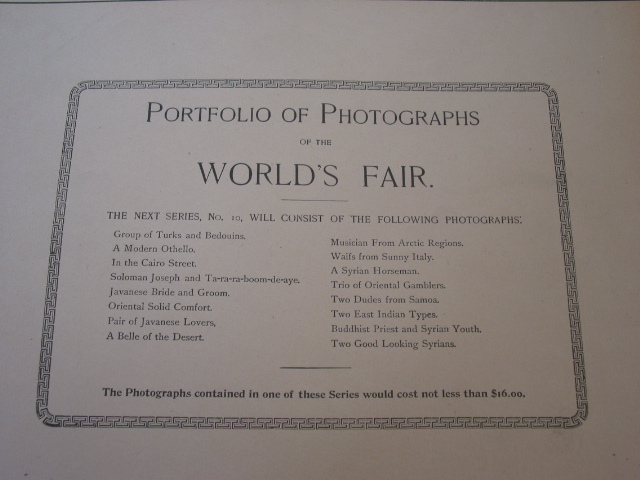 PORTFOLIO OF PHOTOGRAPHS
OF THE
WORLD'S FAIR.
THE NEXT SERIES, No. 10, WILL CONSIST OF THE FOLLOWING PHOTOGRAPHS:
Group of Turks and Bedouins.
A Modern Othello.
In the Cairo Street.
Soloman Joseph and Ta-ra-ra-boom-de-aye.
Javanese Bride and Groom.
Oriental Solid Comfort.
Pair of Javanese Lovers,
A Belle of the Desert.
Musician From Arctic Regions.
Waifs from Sunny Italy.
A Syrian Horseman.
Trio of Oriental Gamblers.
Two Dudes from Samoa.
Two East Indian Types.
Buddhist Priest and Syrian Youth.
Two Good Looking Syrians.
The Photographs contained in one of these Series would cost not less than $16.00.